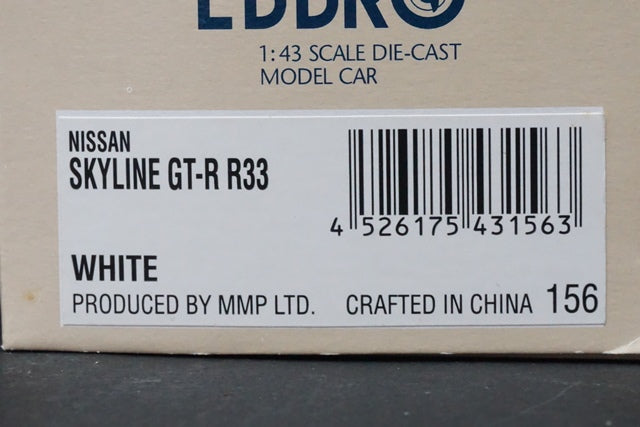 EBBRO
1:43 SCALE DIE-CAST
MODEL CAR
NISSAN
SKYLINE GT-R R33
4 526175 431563
WHITE
PRODUCED BY MMP LTD. CRAFTED IN CHINA 156